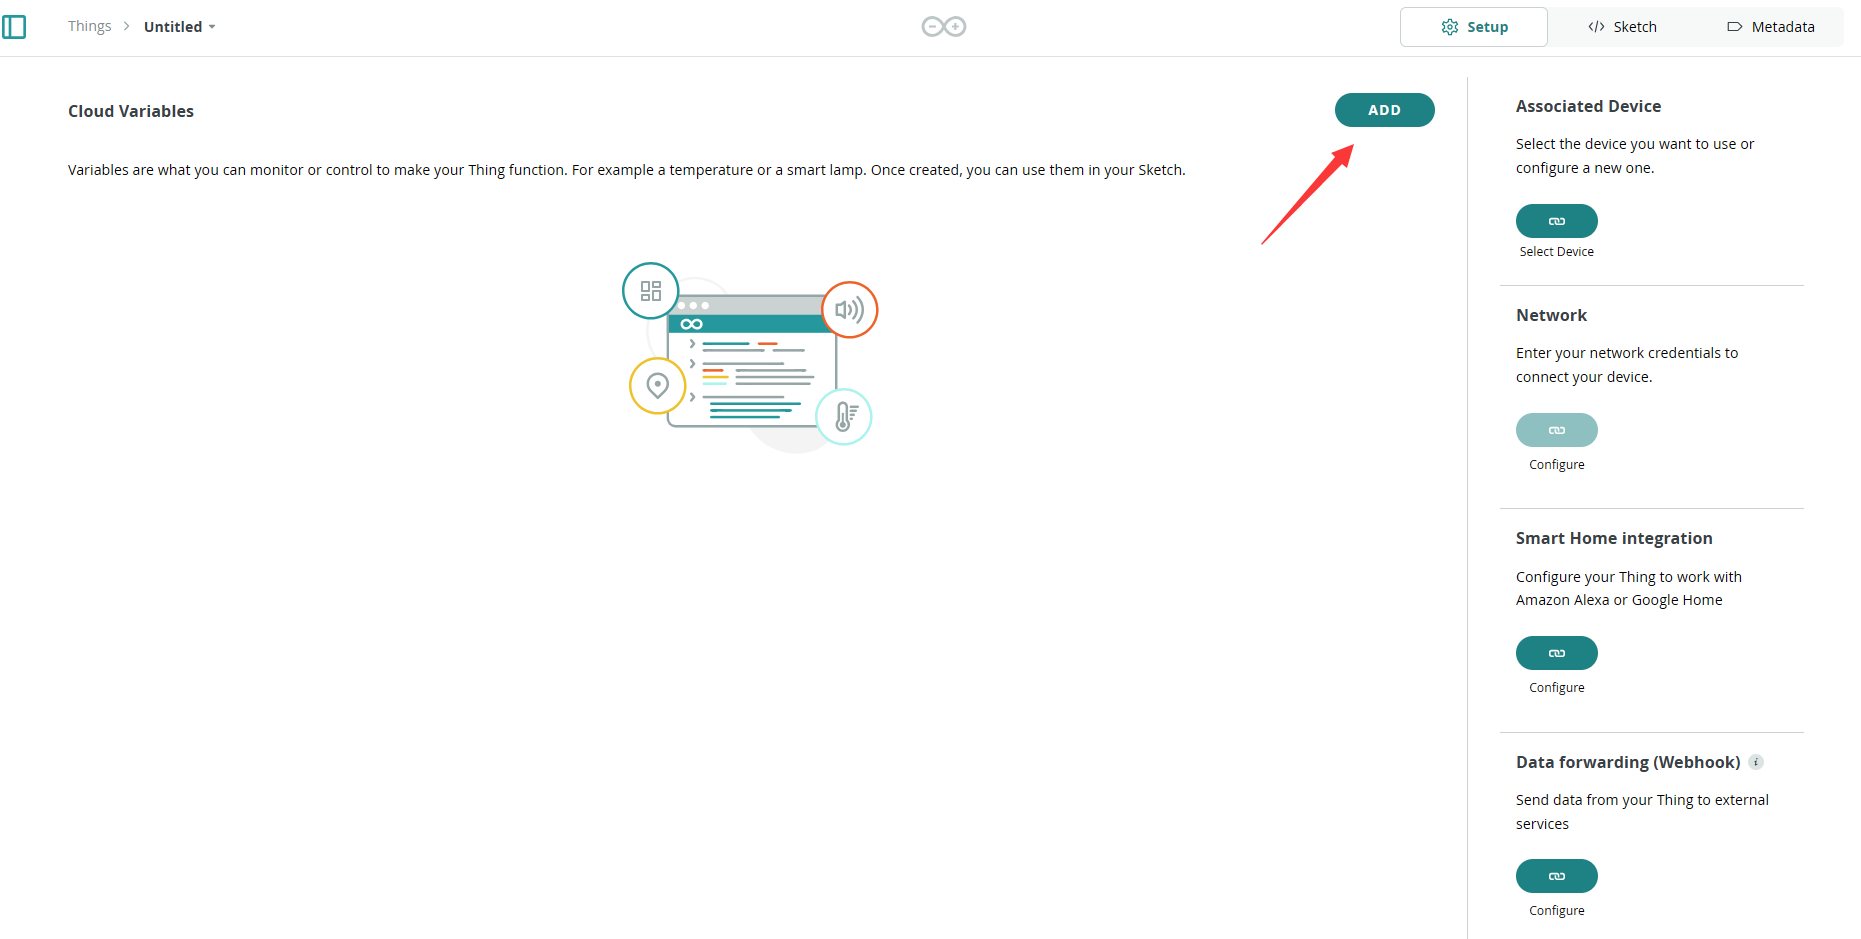 Things > Untitled
Setup
</> Sketch
Metadata
Cloud Variables
ADD
Variables are what you can monitor or control to make your Thing function. For example a temperature or a smart lamp. Once created, you can use them in your Sketch.
Associated Device
Select the device you want to use or
configure a new one.
Select Device
Network
Enter your network credentials to
connect your device.
Configure
Smart Home integration
Configure your Thing to work with
Amazon Alexa or Google Home
Configure
Data forwarding (Webhook) i
Send data from your Thing to external
services
Configure